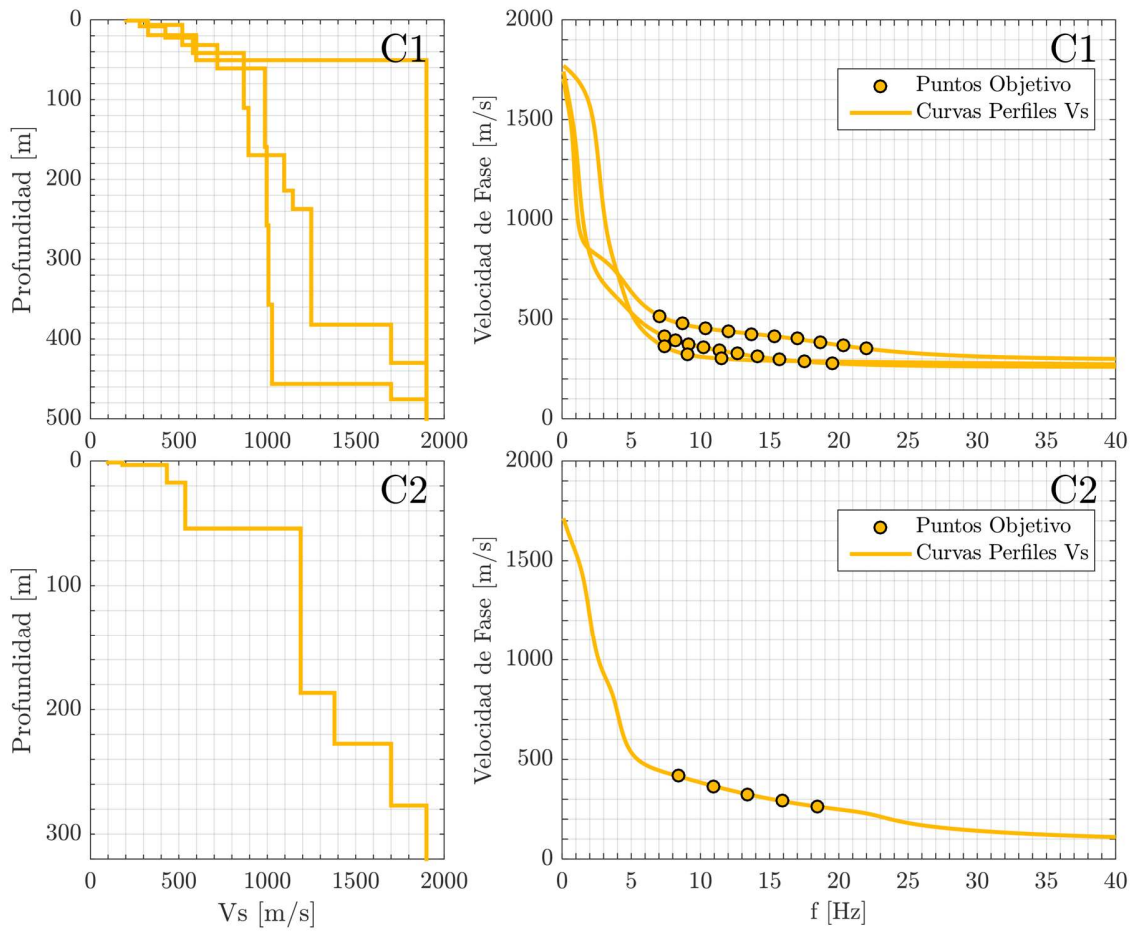 C1
0
100
200
300
400
500
Profundidad [m]
0 500 1000 1500 2000
C1
Puntos Objetivo
Curvas Perfiles Vs
2000
1500
1000
500
0
Velocidad de Fase [m/s]
0 5 10 15 20 25 30 35 40
C2
0
100
200
300
Profundidad [m]
0 500 1000 1500 2000
Vs [m/s]
C2
Puntos Objetivo
Curvas Perfiles Vs
2000
1500
1000
500
0
Velocidad de Fase [m/s]
0 5 10 15 20 25 30 35 40
f [Hz]